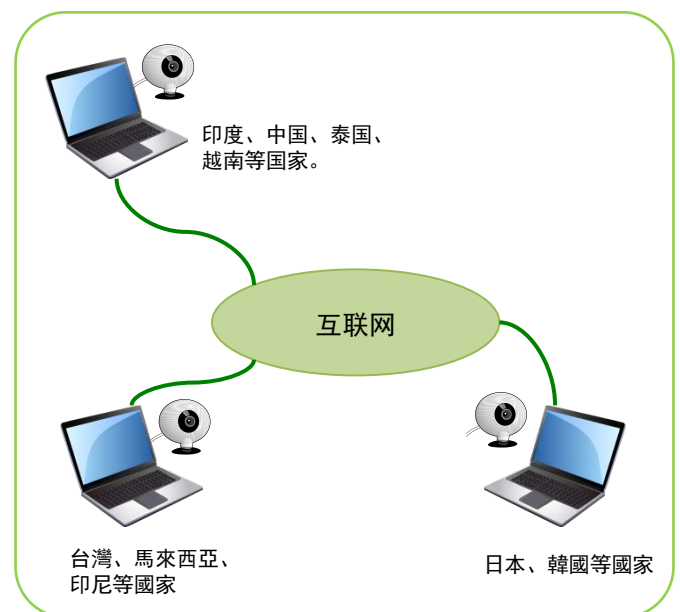 印度、中国、泰国、
越南等国家。
互联网
台灣、馬來西亞、
印尼等國家
日本、韓國等國家